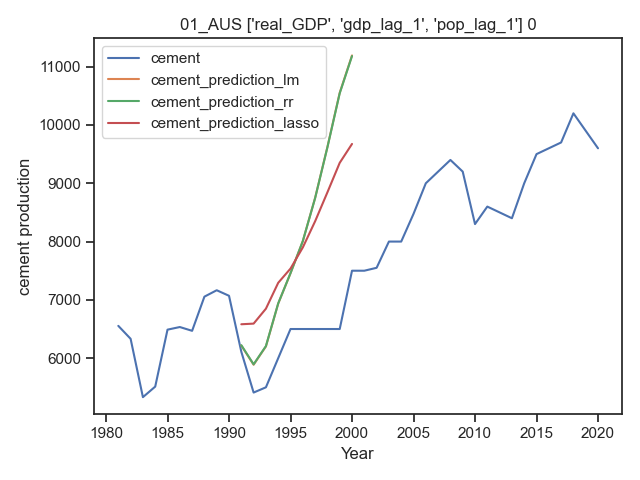 01_AUS ['real_GDP', 'gdp_lag_1', 'pop_lag_1'] 0
cement
cement_prediction_lm
cement_prediction_rr
cement_prediction_lasso
cement production
11000
10000
9000
8000
7000
6000
1980 1985 1990 1995 2000 2005 2010 2015 2020
Year